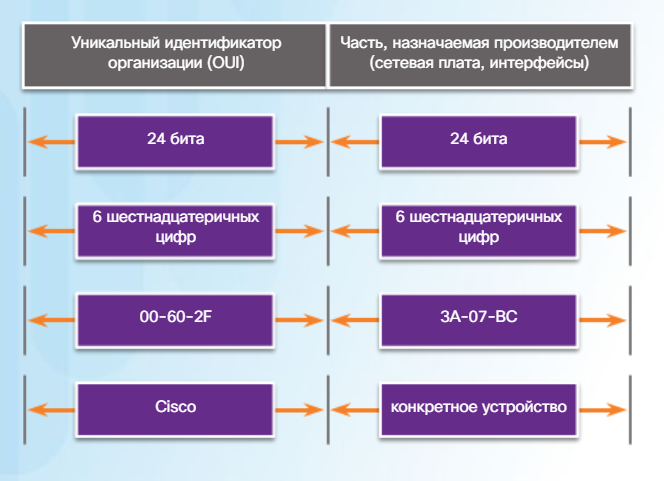 Уникальный идентификатор
организации (OUI)
Часть, назначаемая производителем
(сетевая плата, интерфейсы)
24 бита
24 бита
6 шестнадцатеричных
цифр
6 шестнадцатеричных
цифр
00-60-2F
3A-07-BC
Cisco
конкретное устройство